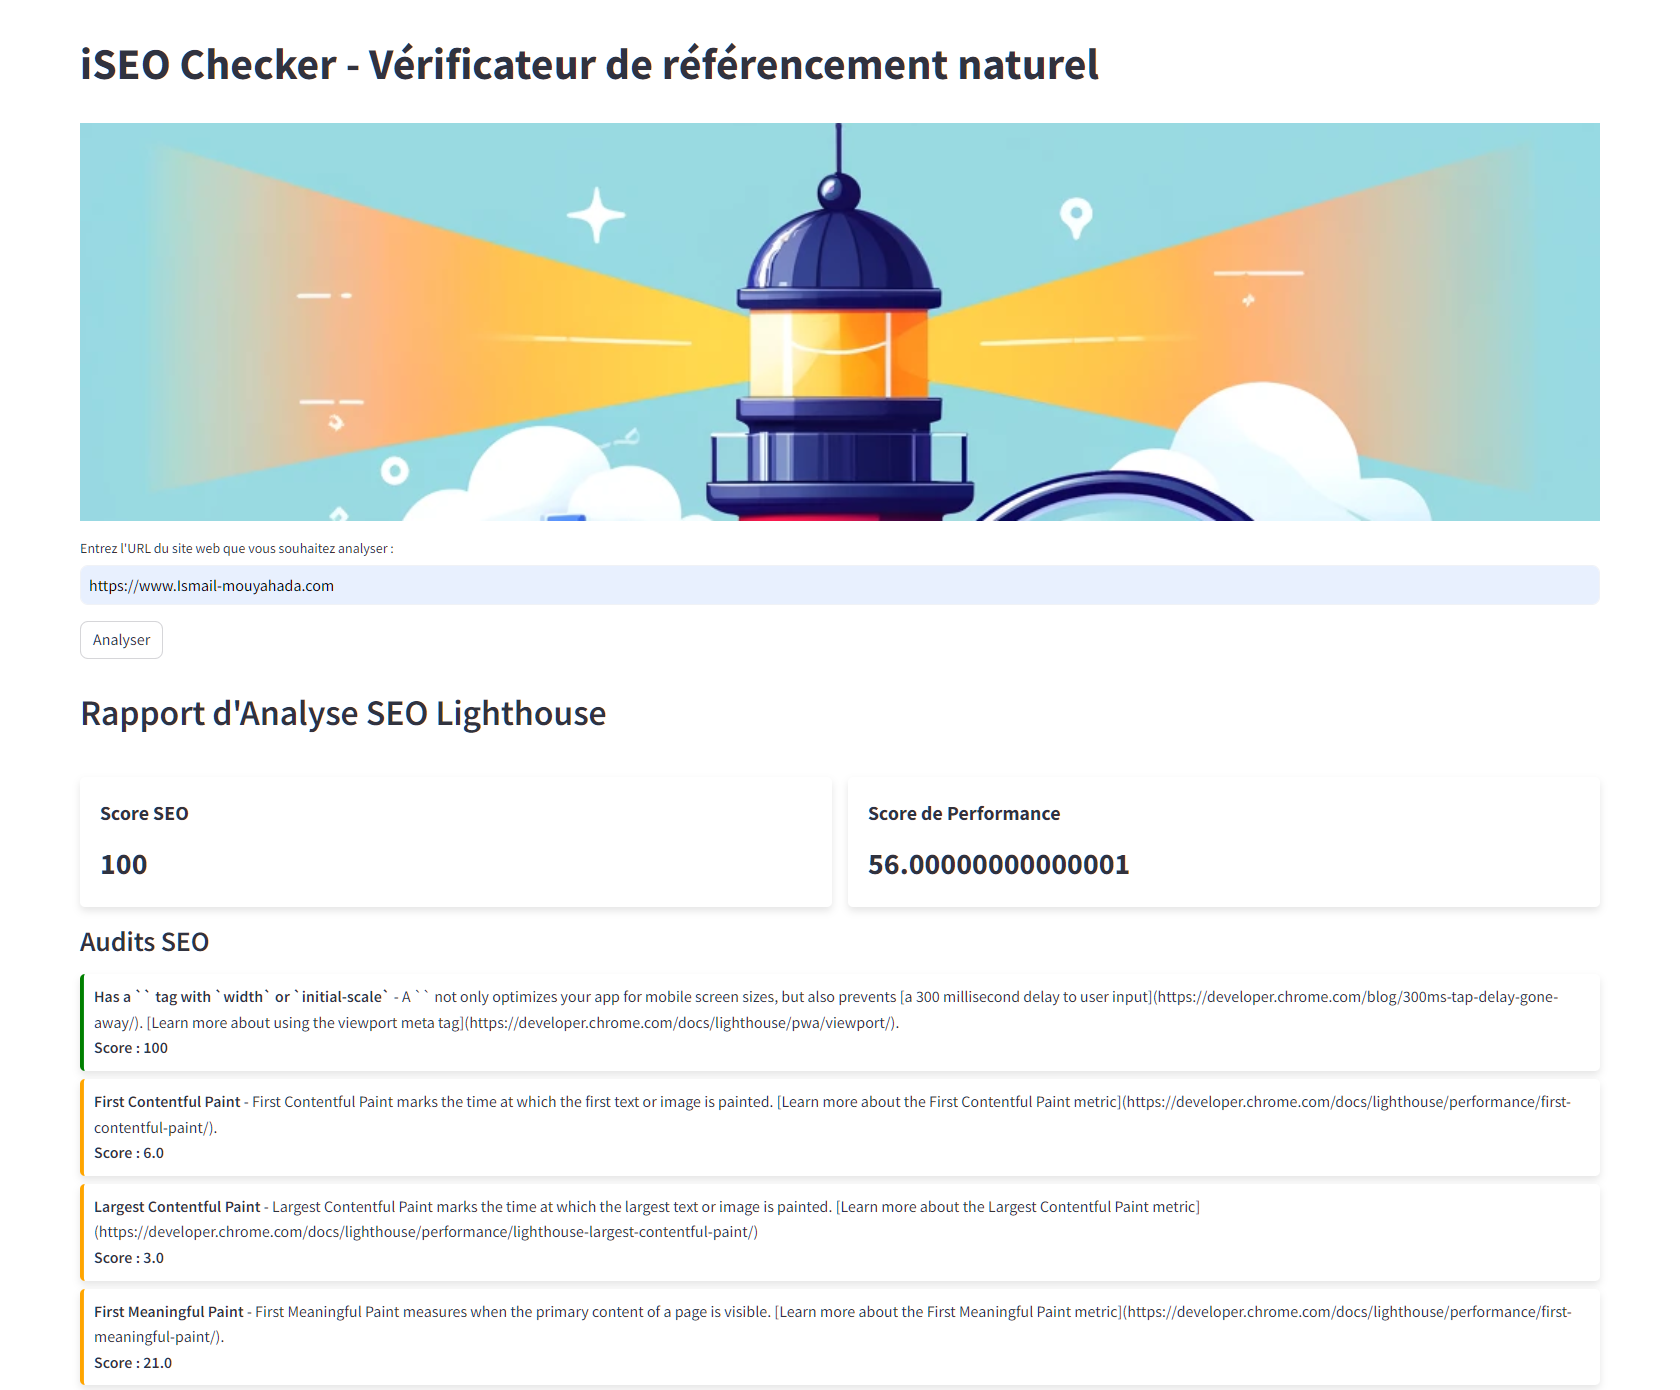 iSEO Checker - Vérificateur de référencement naturel
Entrez l'URL du site web que vous souhaitez analyser :
https://www.Ismail-mouyahada.com
Analyser
Rapport d'Analyse SEO Lighthouse
Score SEO
100
Score de Performance
56.00000000000001
Audits SEO
Has a ` ` tag with `width` or `initial-scale` - A ` ` not only optimizes your app for mobile screen sizes, but also prevents [a 300 millisecond delay to user input](https://developer.chrome.com/blog/300ms-tap-delay-gone-
away/). [Learn more about using the viewport meta tag](https://developer.chrome.com/docs/lighthouse/pwa/viewport/).
Score : 100
First Contentful Paint - First Contentful Paint marks the time at which the first text or image is painted. [Learn more about the First Contentful Paint metric](https://developer.chrome.com/docs/lighthouse/performance/first-
contentful-paint/).
Score : 6.0
Largest Contentful Paint - Largest Contentful Paint marks the time at which the largest text or image is painted. [Learn more about the Largest Contentful Paint metric]
(https://developer.chrome.com/docs/lighthouse/performance/lighthouse-largest-contentful-paint/)
Score : 3.0
First Meaningful Paint - First Meaningful Paint measures when the primary content of a page is visible. [Learn more about the First Meaningful Paint metric](https://developer.chrome.com/docs/lighthouse/performance/first-
meaningful-paint/).
Score : 21.0